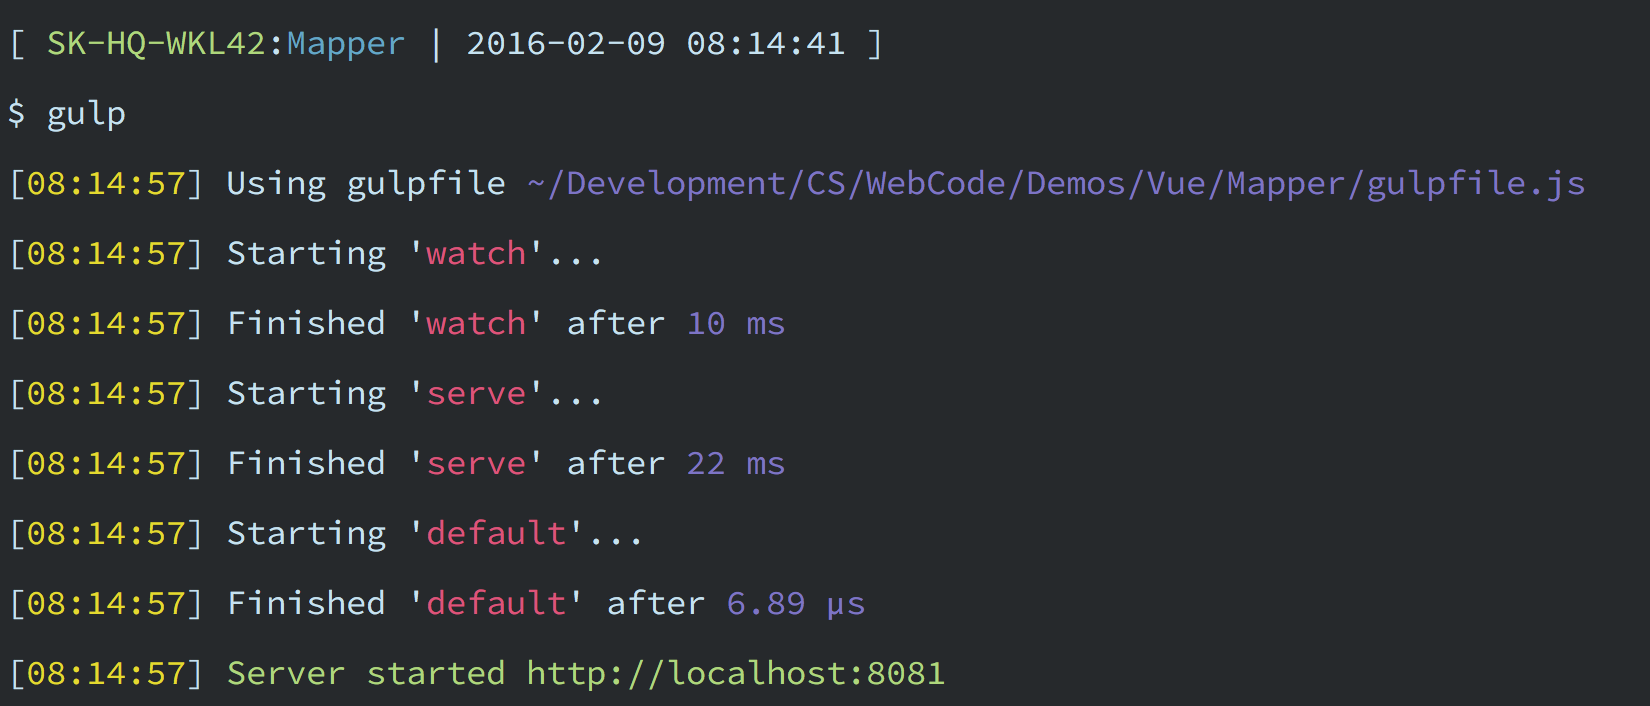 [ SK-HQ-WKL42:Mapper | 2016-02-09 08:14:41 ]
$ gulp
[08:14:57] Using gulpfile ~/Development/CS/WebCode/Demos/Vue/Mapper/gulpfile.js
[08:14:57] Starting 'watch'...
[08:14:57] Finished 'watch' after 10 ms
[08:14:57] Starting 'serve'...
[08:14:57] Finished 'serve' after 22 ms
[08:14:57] Starting 'default'...
[08:14:57] Finished 'default' after 6.89 μs
[08:14:57] Server started http://localhost:8081